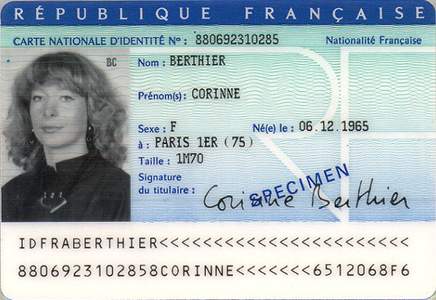 RÉPUBLIQUE FRANÇAISE
CARTE NATIONALE D'IDENTITÉ Nº : 880692310285 Nationalité Française
BC
Nom : BERTHIER
Prénom(s) : CORINNE
Sexe : F Né(e) le : 06.12.1965
à : PARIS 1ER (75)
Taille : 1M70
Signature
du titulaire : Corinne Berthier
SPECIMEN
IDFRABERTHIER<<<<<<<<<<<<<<<<<<<<<<<
8806923102858CORINNE<<<<<<<6512068F6